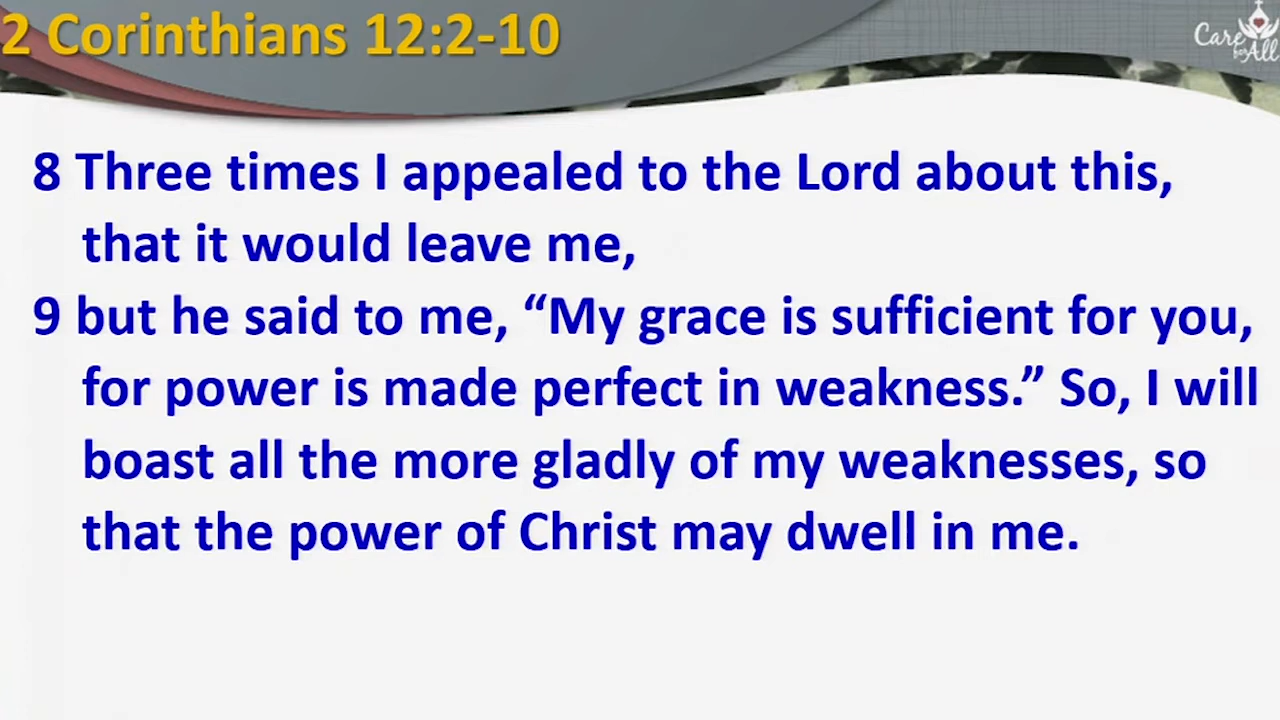 2 Corinthians 12:2-10
Care
for All
8 Three times I appealed to the Lord about this,
that it would leave me,
9 but he said to me, “My grace is sufficient for you,
for power is made perfect in weakness.” So, I will
boast all the more gladly of my weaknesses, so
that the power of Christ may dwell in me.